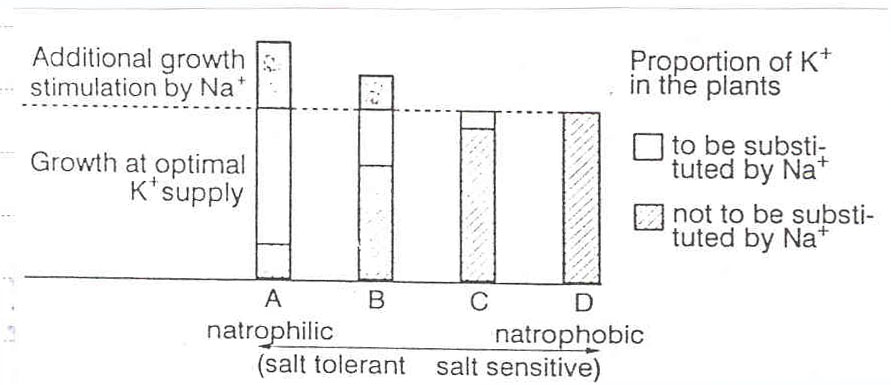 Additional growth
stimulation by Na⁺
Growth at optimal
K⁺supply
Proportion of K⁺
in the plants
to be substi-
tuted by Na⁺
not to be substi-
tuted by Na⁺
A B C D
natrophilic natrophobic
(salt tolerant salt sensitive)